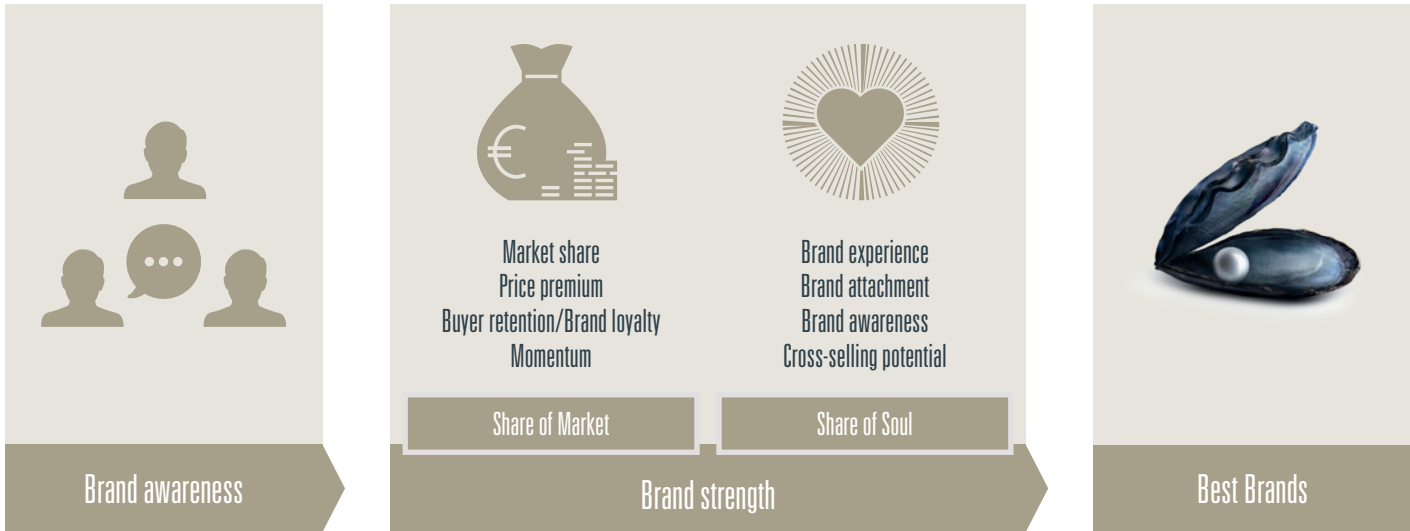 €
Market share
Price premium
Buyer retention/Brand loyalty
Momentum
Share of Market
Brand experience
Brand attachment
Brand awareness
Cross-selling potential
Share of Soul
Brand awareness
Brand strength
Best Brands